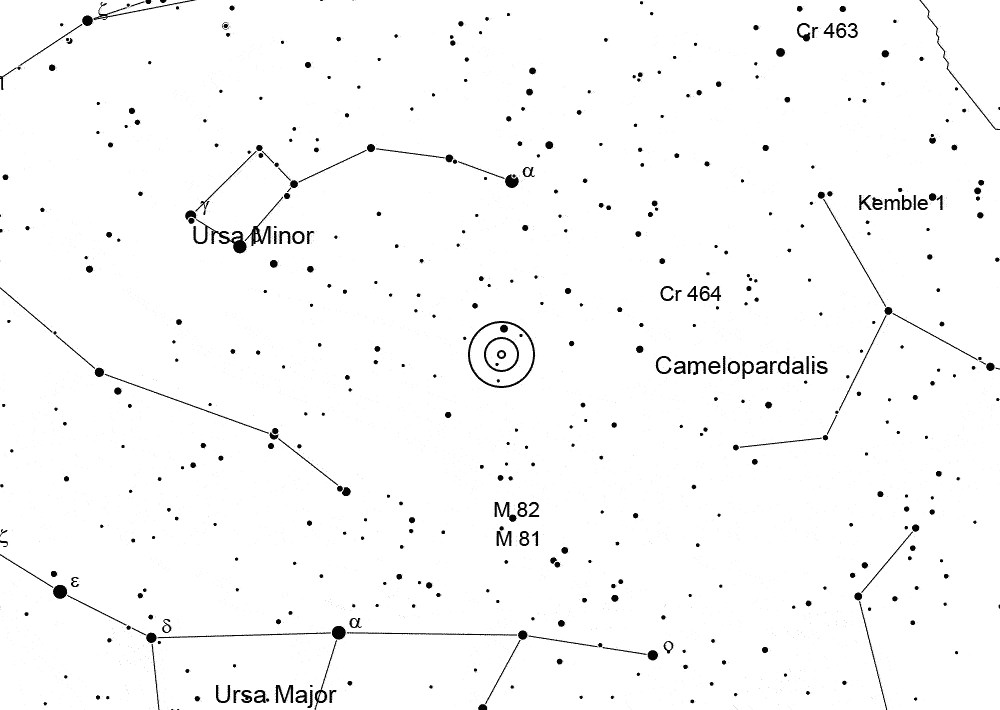 ζ
Cr 463
α
γ
Kemble 1
Ursa Minor
β
Cr 464
Camelopardalis
M 82
M 81
ζ
ε
δ
α
ο
Ursa Major